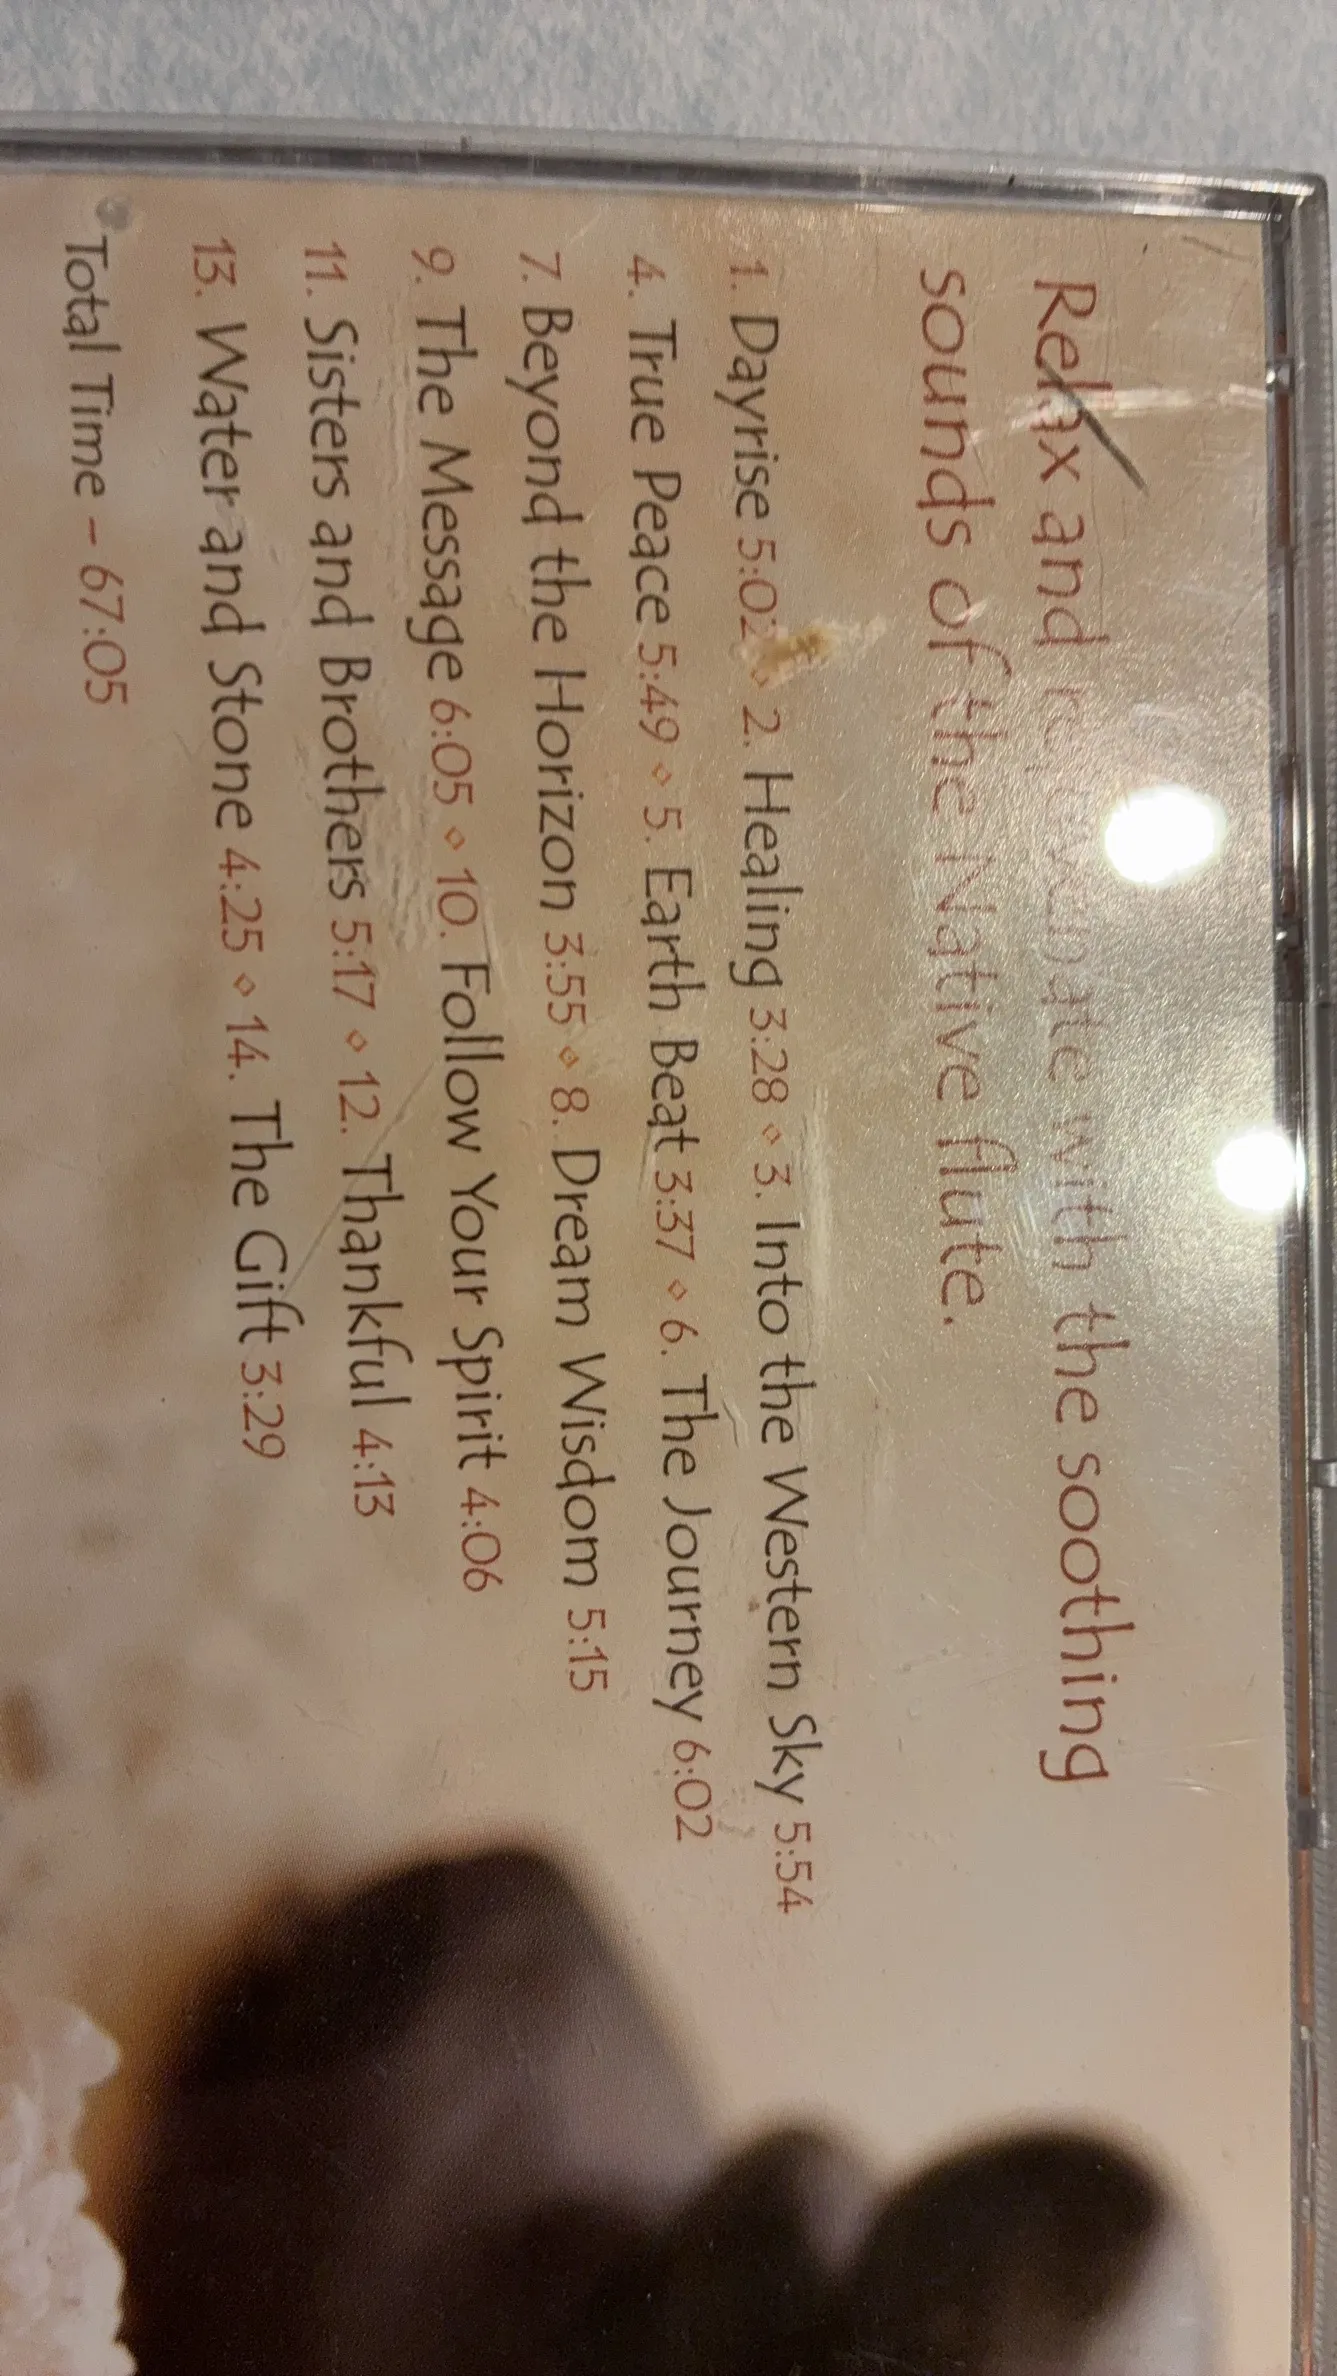 Relax and rejuvenate with the soothing
sounds of the Native flute.
1. Dayrise 5:02 ⋄ 2. Healing 3:28 ⋄ 3. Into the Western Sky 5:54
4. True Peace 5:49 ⋄ 5. Earth Beat 3:37 ⋄ 6. The Journey 6:02
7. Beyond the Horizon 3:55 ⋄ 8. Dream Wisdom 5:15
9. The Message 6:05 ⋄ 10. Follow Your Spirit 4:06
11. Sisters and Brothers 5:17 ⋄ 12. Thankful 4:13
13. Water and Stone 4:25 ⋄ 14. The Gift 3:29
Total Time – 67:05